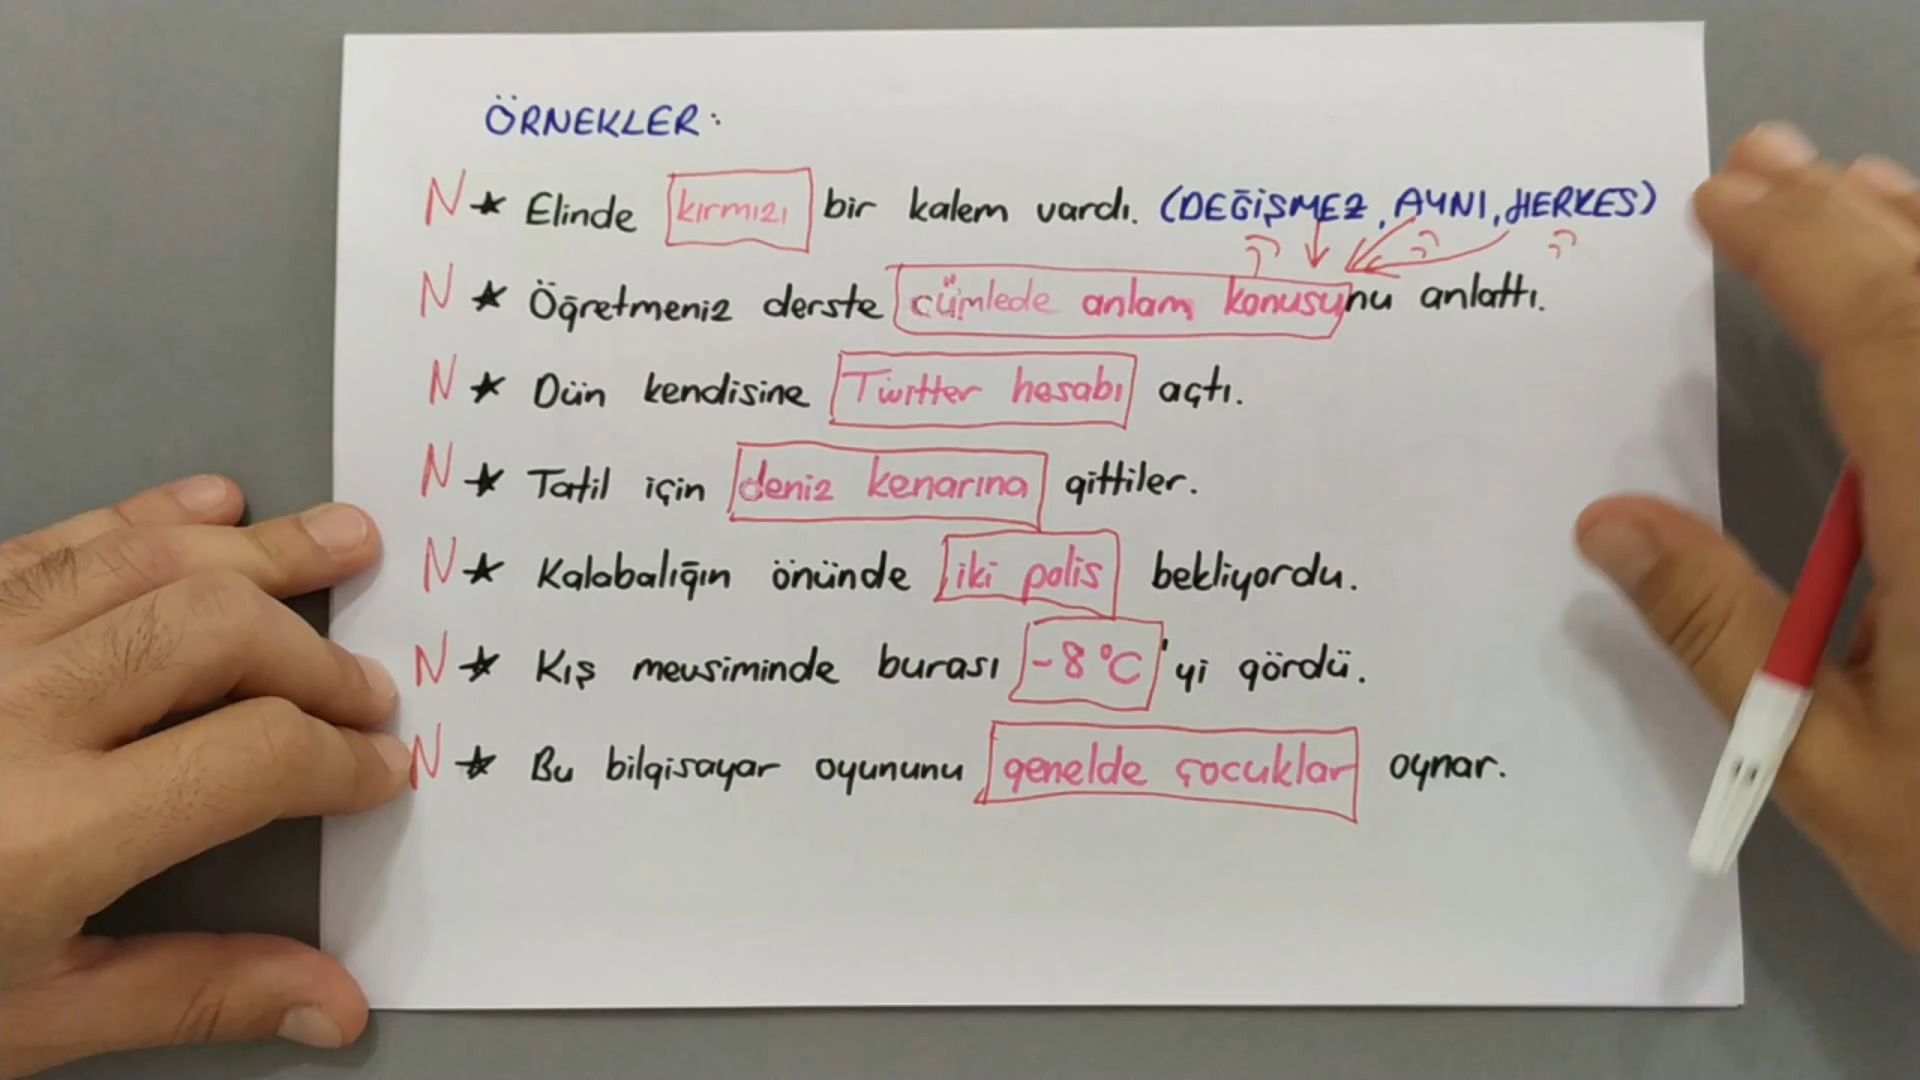 ÖRNEKLER:
N ★ Elinde kırmızı bir kalem vardı. (DEĞİŞMEZ, AYNI, HERKES)
N ★ Öğretmeniz derste cümlede anlam konusunu anlattı.
N ★ Dün kendisine Twitter hesabı açtı.
N ★ Tatil için deniz kenarına gittiler.
N ★ Kalabalığın önünde iki polis bekliyordu.
N ★ Kış mevsiminde burası -8°C'yi gördü.
N ★ Bu bilgisayar oyununu genelde çocuklar oynar.